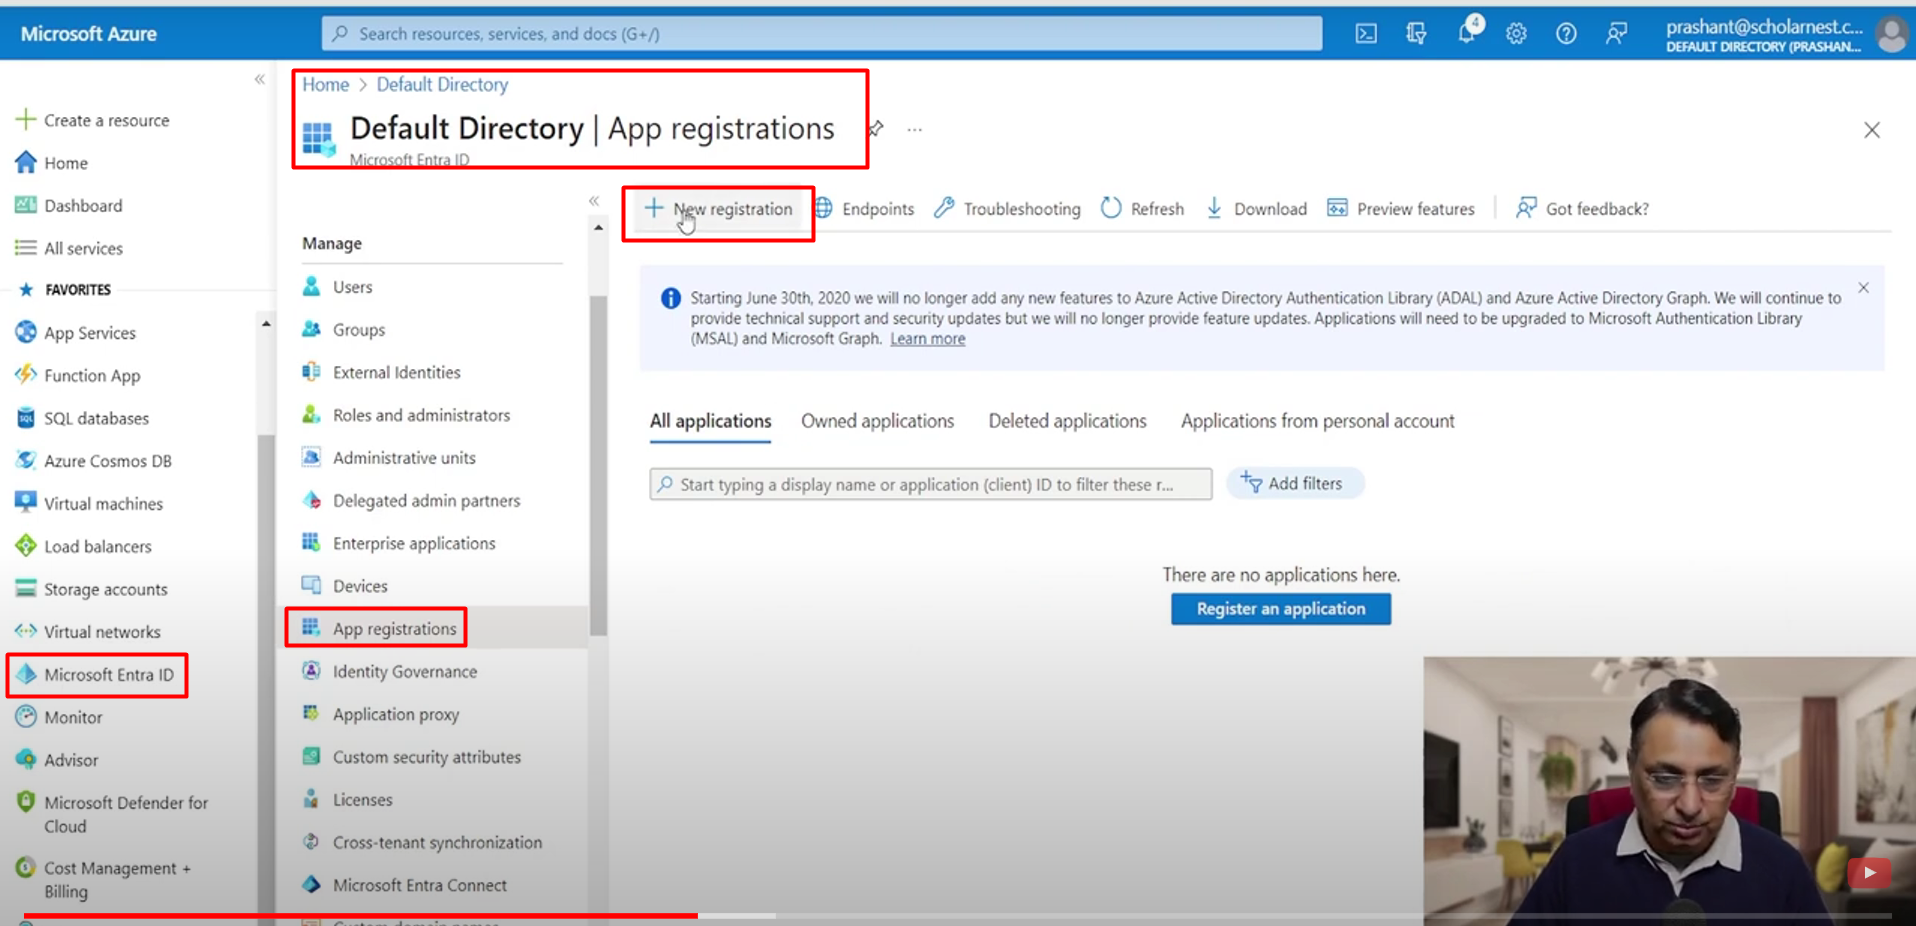 Microsoft Azure
Search resources, services, and docs (G+/)
4
prashant@scholarnest.c...
DEFAULT DIRECTORY (PRASHAN...
Create a resource
Home
Dashboard
All services
FAVORITES
App Services
Function App
SQL databases
Azure Cosmos DB
Virtual machines
Load balancers
Storage accounts
Virtual networks
Microsoft Entra ID
Monitor
Advisor
Microsoft Defender for
Cloud
Cost Management +
Billing
Home > Default Directory
Default Directory | App registrations
...
Microsoft Entra ID
Manage
Users
Groups
External Identities
Roles and administrators
Administrative units
Delegated admin partners
Enterprise applications
Devices
App registrations
Identity Governance
Application proxy
Custom security attributes
Licenses
Cross-tenant synchronization
Microsoft Entra Connect
Custom domain names
New registration
Endpoints
Troubleshooting
Refresh
Download
Preview features
Got feedback?
Starting June 30th, 2020 we will no longer add any new features to Azure Active Directory Authentication Library (ADAL) and Azure Active Directory Graph. We will continue to
provide technical support and security updates but we will no longer provide feature updates. Applications will need to be upgraded to Microsoft Authentication Library
(MSAL) and Microsoft Graph. Learn more
All applications
Owned applications
Deleted applications
Applications from personal account
Start typing a display name or application (client) ID to filter these r...
Add filters
There are no applications here.
Register an application